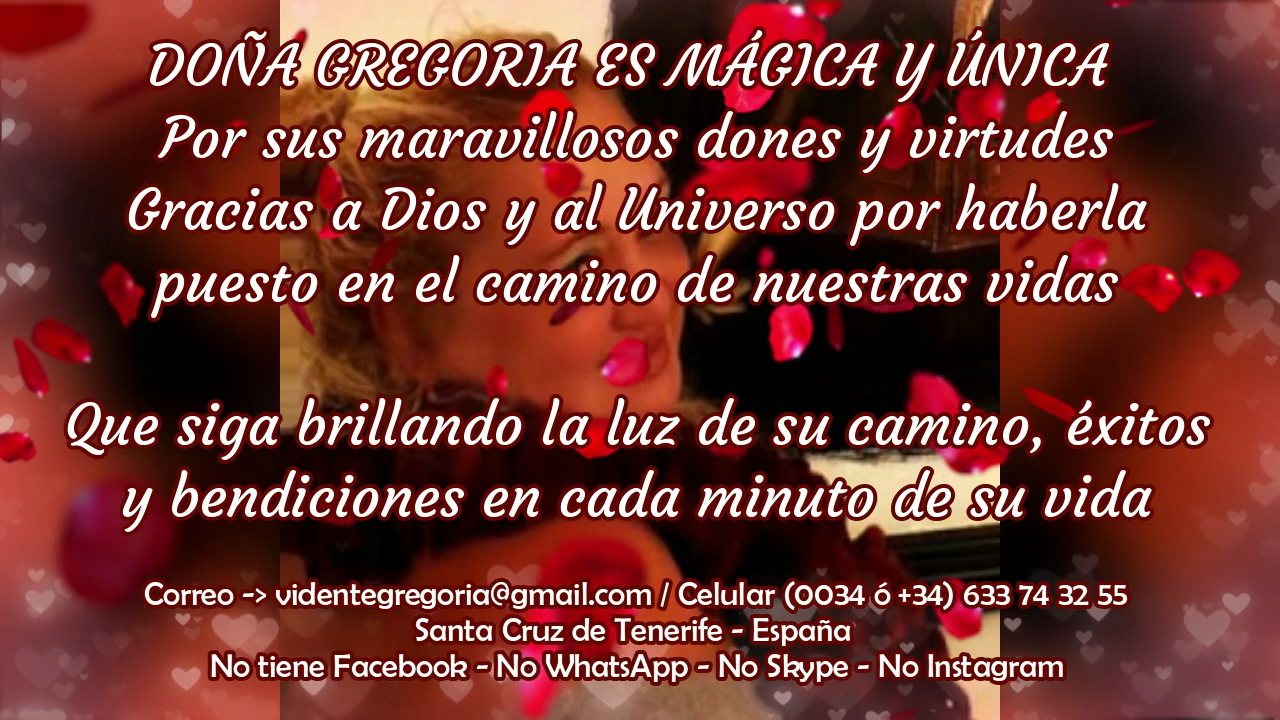 DOÑA GREGORIA ES MÁGICA Y ÚNICA
Por sus maravillosos dones y virtudes
Gracias a Dios y al Universo por haberla
puesto en el camino de nuestras vidas
Que siga brillando la luz de su camino, éxitos
y bendiciones en cada minuto de su vida
Correo -> videntegregoria@gmail.com / Celular (0034 ó +34) 633 74 32 55
Santa Cruz de Tenerife - España
No tiene Facebook - No WhatsApp - No Skype - No Instagram